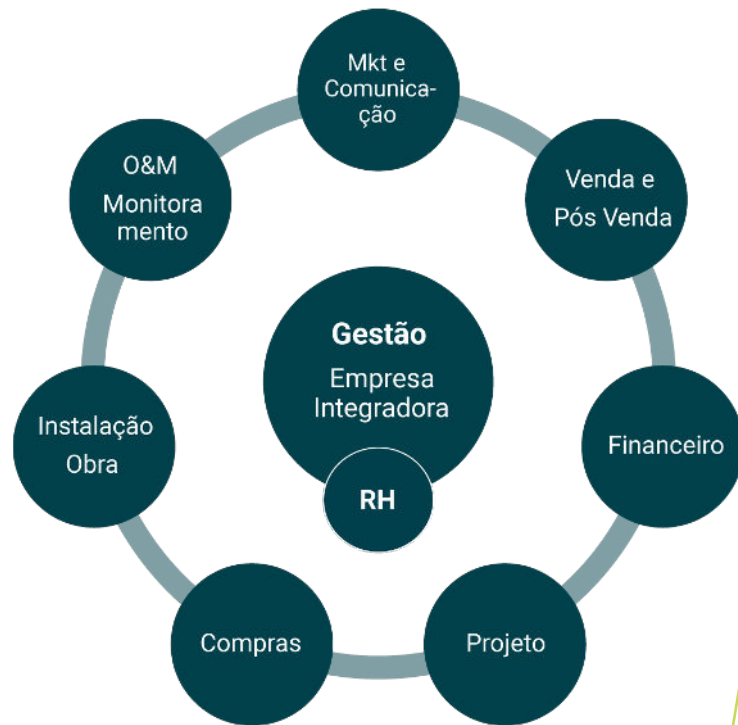 Mkt e
Comunica-
ção
Venda e
Pós Venda
Financeiro
Projeto
Compras
Instalação
Obra
O&M
Monitora
mento
Gestão
Empresa
Integradora
RH